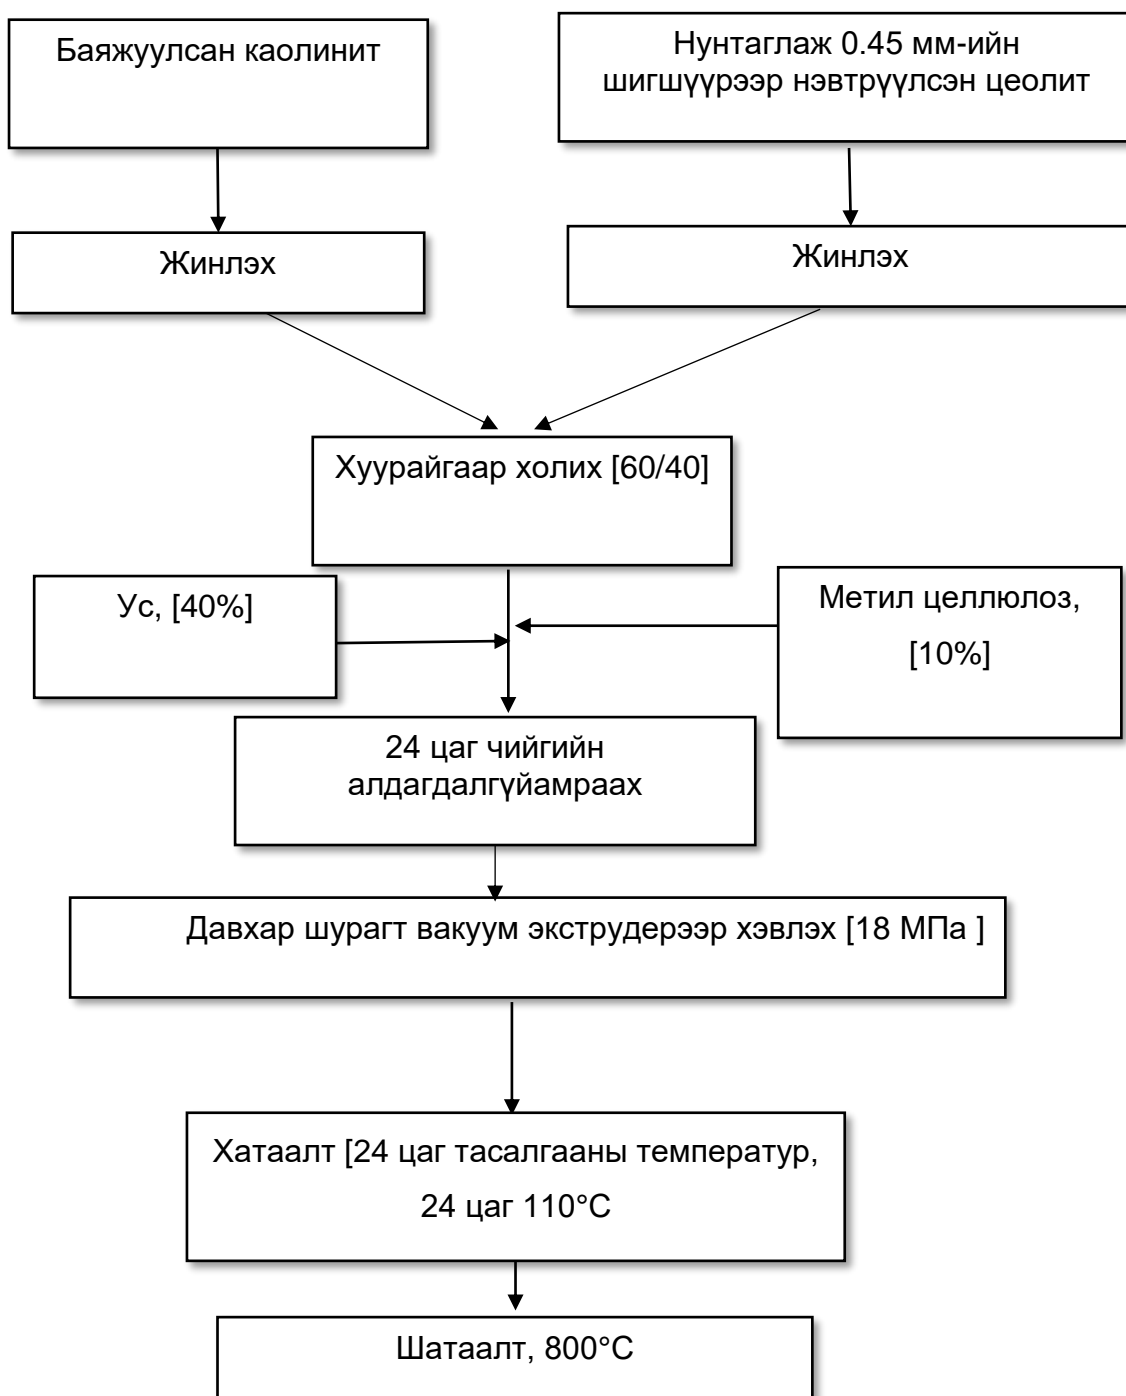 Баяжуулсан каолинит
Нунтаглаж 0.45 мм-ийн
шигшүүрээр нэвтрүүлсэн цеолит
Жинлэх
Жинлэх
Хуурайгаар холих [60/40]
Ус, [40%]
Метил целлюлоз,
[10%]
24 цаг чийгийн
алдагдалгүйамраах
Давхар шурагт вакуум экструдерээр хэвлэх [18 МПа ]
Хатаалт [24 цаг тасалгааны температур,
24 цаг 110°C
Шатаалт, 800°C